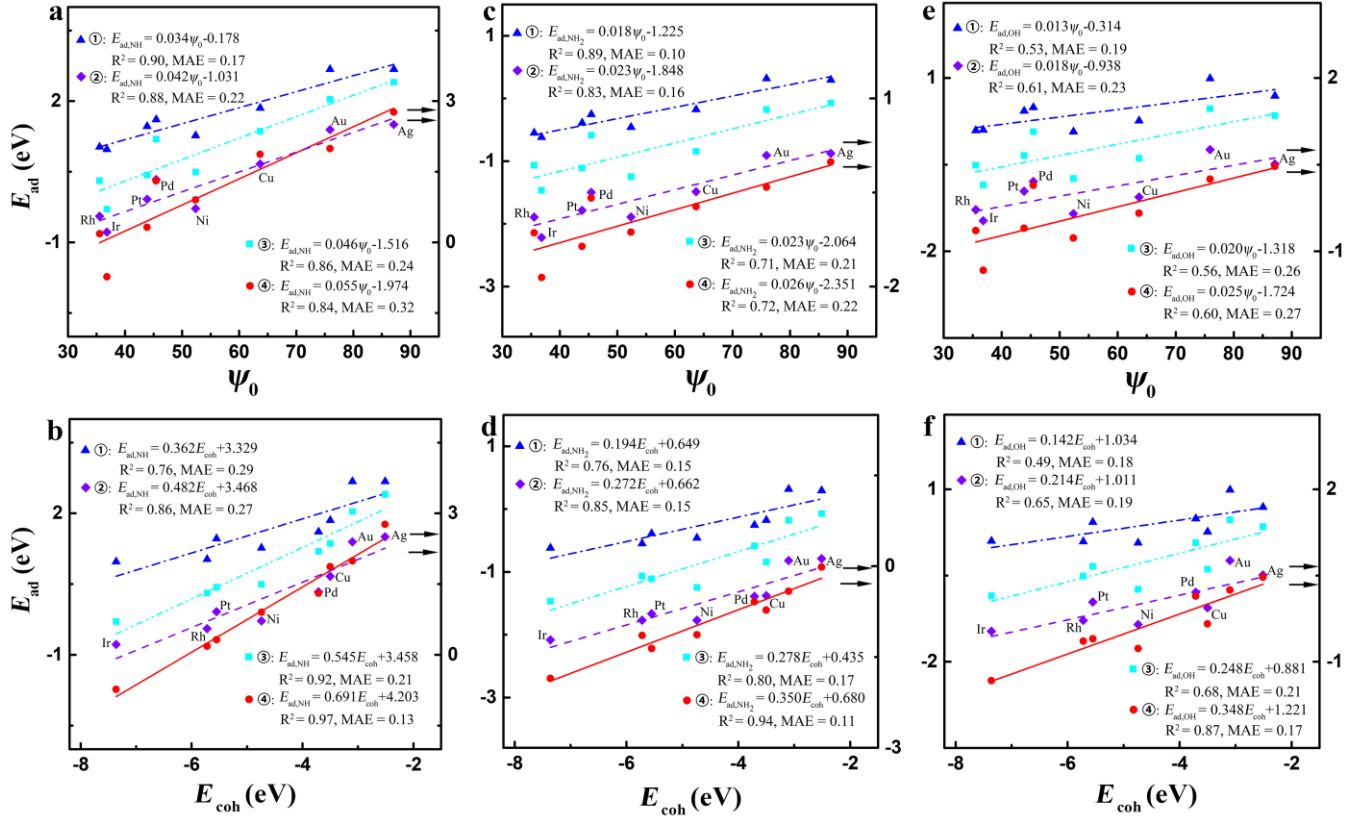 a
①: E_ad,NH = 0.034ψ_0-0.178
R² = 0.90, MAE = 0.17
②: E_ad,NH = 0.042ψ_0-1.031
R² = 0.88, MAE = 0.22
Rh Ir Pt Pd Ni Cu Au Ag
③: E_ad,NH = 0.046ψ_0-1.516
R² = 0.86, MAE = 0.24
④: E_ad,NH = 0.055ψ_0-1.974
R² = 0.84, MAE = 0.32
E_ad (eV)
2
-1
3
0
30 40 50 60 70 80 90
ψ_0
c
①: E_ad,NH₂ = 0.018ψ_0-1.225
R² = 0.89, MAE = 0.10
②: E_ad,NH₂ = 0.023ψ_0-1.848
R² = 0.83, MAE = 0.16
Rh Ir Pt Pd Ni Cu Au Ag
③: E_ad,NH₂ = 0.023ψ_0-2.064
R² = 0.71, MAE = 0.21
④: E_ad,NH₂ = 0.026ψ_0-2.351
R² = 0.72, MAE = 0.22
1
-1
-3
1
-2
30 40 50 60 70 80 90
ψ_0
e
①: E_ad,OH = 0.013ψ_0-0.314
R² = 0.53, MAE = 0.19
②: E_ad,OH = 0.018ψ_0-0.938
R² = 0.61, MAE = 0.23
Rh Ir Pt Pd Ni Cu Au Ag
③: E_ad,OH = 0.020ψ_0-1.318
R² = 0.56, MAE = 0.26
④: E_ad,OH = 0.025ψ_0-1.724
R² = 0.60, MAE = 0.27
1
-2
2
-1
30 40 50 60 70 80 90
ψ_0
b
①: E_ad,NH = 0.362E_coh+3.329
R² = 0.76, MAE = 0.29
②: E_ad,NH = 0.482E_coh+3.468
R² = 0.86, MAE = 0.27
Ir Rh Pt Ni Pd Cu Au Ag
③: E_ad,NH = 0.545E_coh+3.458
R² = 0.92, MAE = 0.21
④: E_ad,NH = 0.691E_coh+4.203
R² = 0.97, MAE = 0.13
E_ad (eV)
2
-1
3
0
-8 -6 -4 -2
E_coh (eV)
d
①: E_ad,NH₂ = 0.194E_coh+0.649
R² = 0.76, MAE = 0.15
②: E_ad,NH₂ = 0.272E_coh+0.662
R² = 0.85, MAE = 0.15
Ir Rh Pt Ni Pd Cu Au Ag
③: E_ad,NH₂ = 0.278E_coh+0.435
R² = 0.80, MAE = 0.17
④: E_ad,NH₂ = 0.350E_coh+0.680
R² = 0.94, MAE = 0.11
1
-1
-3
0
-3
-8 -6 -4 -2
E_coh (eV)
f
①: E_ad,OH = 0.142E_coh+1.034
R² = 0.49, MAE = 0.18
②: E_ad,OH = 0.214E_coh+1.011
R² = 0.65, MAE = 0.19
Ir Rh Pt Ni Pd Cu Au Ag
③: E_ad,OH = 0.248E_coh+0.881
R² = 0.68, MAE = 0.21
④: E_ad,OH = 0.348E_coh+1.221
R² = 0.87, MAE = 0.17
1
-2
2
-1
-8 -6 -4 -2
E_coh (eV)